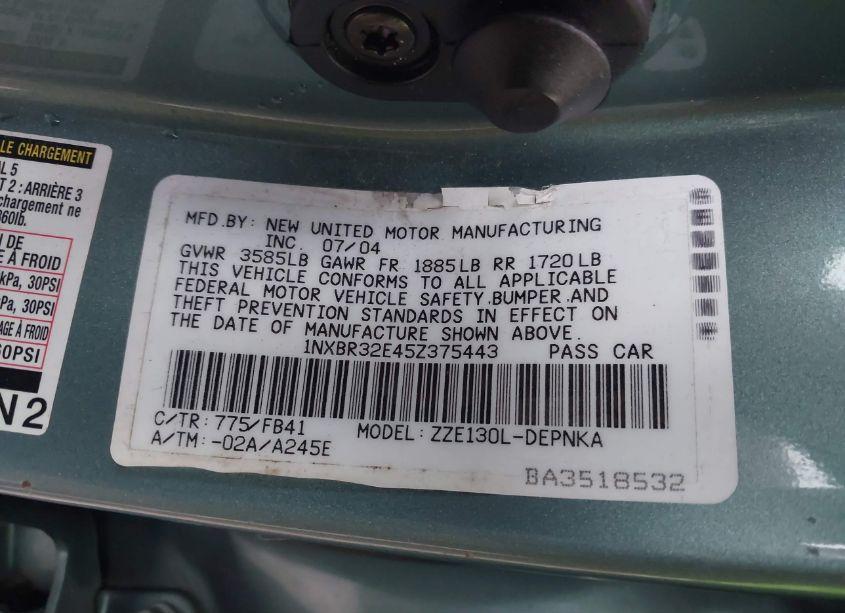 LE CHARGEMENT
5
2 : ARRIÈRE 3
chargement ne
DE
À FROID
kPa, 30PSI
kPa, 30PSI
À FROID
60PSI
N2
MFD.BY: NEW UNITED MOTOR MANUFACTURING
INC. 07/04
GVWR 3585LB GAWR FR 1885LB RR 1720LB
THIS VEHICLE CONFORMS TO ALL APPLICABLE
FEDERAL MOTOR VEHICLE SAFETY.BUMPER.AND
THEFT PREVENTION STANDARDS IN EFFECT ON
THE DATE OF MANUFACTURE SHOWN ABOVE.
1NXBR32E45Z375443 PASS CAR
C/TR:775/FB41
A/TM:-02A/A245E MODEL:ZZE130L-DEPNKA
BA3518532